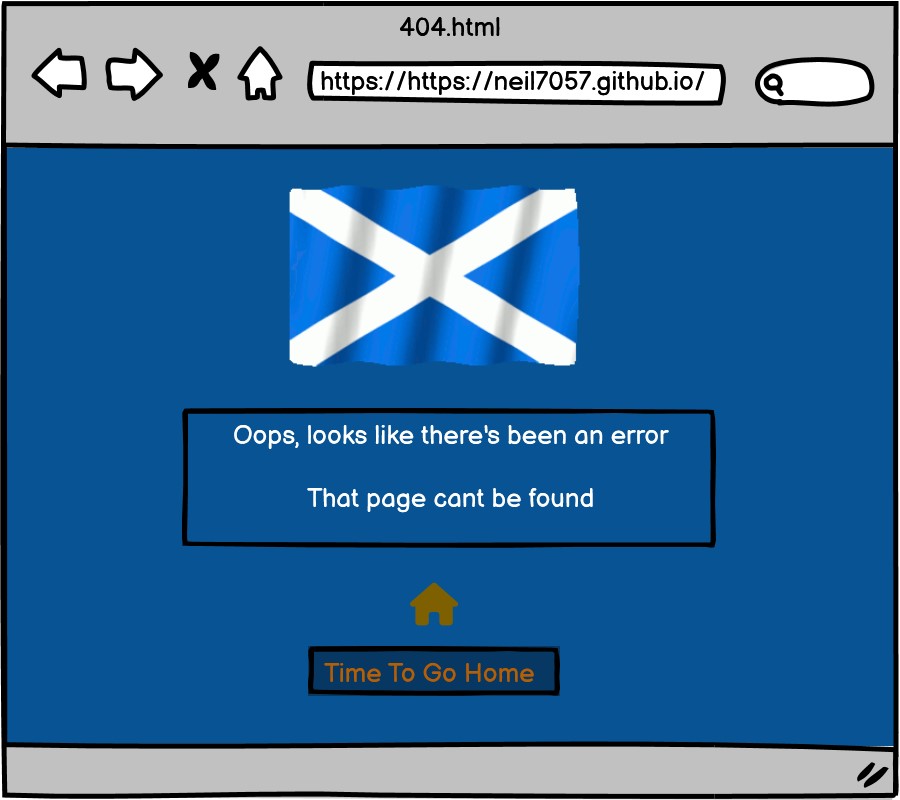 404.html
https://https://neil7057.github.io/
Oops, looks like there's been an error
That page cant be found
Time To Go Home